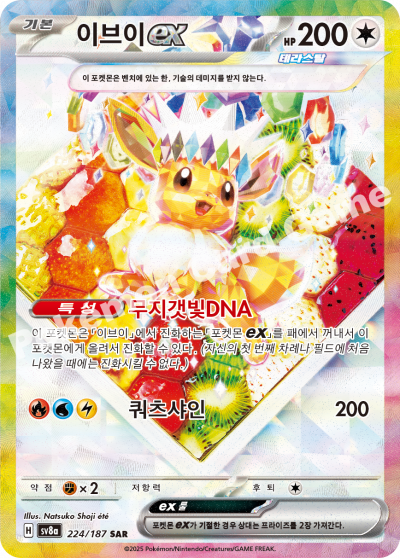 기본 이브이ex HP 200
테라스탈
이 포켓몬은 벤치에 있는 한, 기술의 데미지를 받지 않는다.
특성 무지갯빛DNA
이 포켓몬은 「이브이」에서 진화하는 「포켓몬 ex」를 패에서 꺼내서 이
포켓몬에게 올려서 진화할 수 있다. (자신의 첫 번째 차례나 필드에 처음
나왔을 때에는 진화시킬 수 없다.)
쿼츠샤인 200
약점 ×2 저항력 후퇴
Illus. Natsuko Shoji été
H sv8a 224/187 SAR
ex룰
포켓몬 ex가 기절한 경우 상대는 프라이즈를 2장 가져간다.
©2025 Pokémon/Nintendo/Creatures/GAME FREAK.